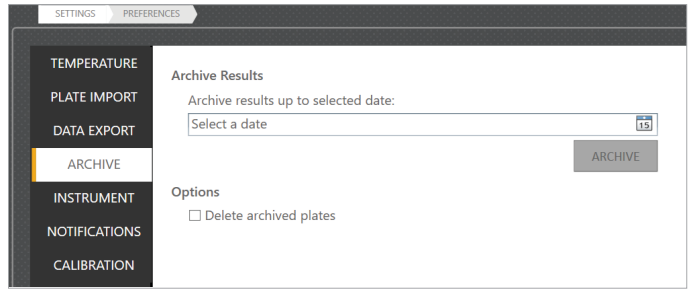 SETTINGS PREFERENCES
TEMPERATURE
PLATE IMPORT
DATA EXPORT
ARCHIVE
INSTRUMENT
NOTIFICATIONS
CALIBRATION
Archive Results
Archive results up to selected date:
Select a date
15
ARCHIVE
Options
Delete archived plates